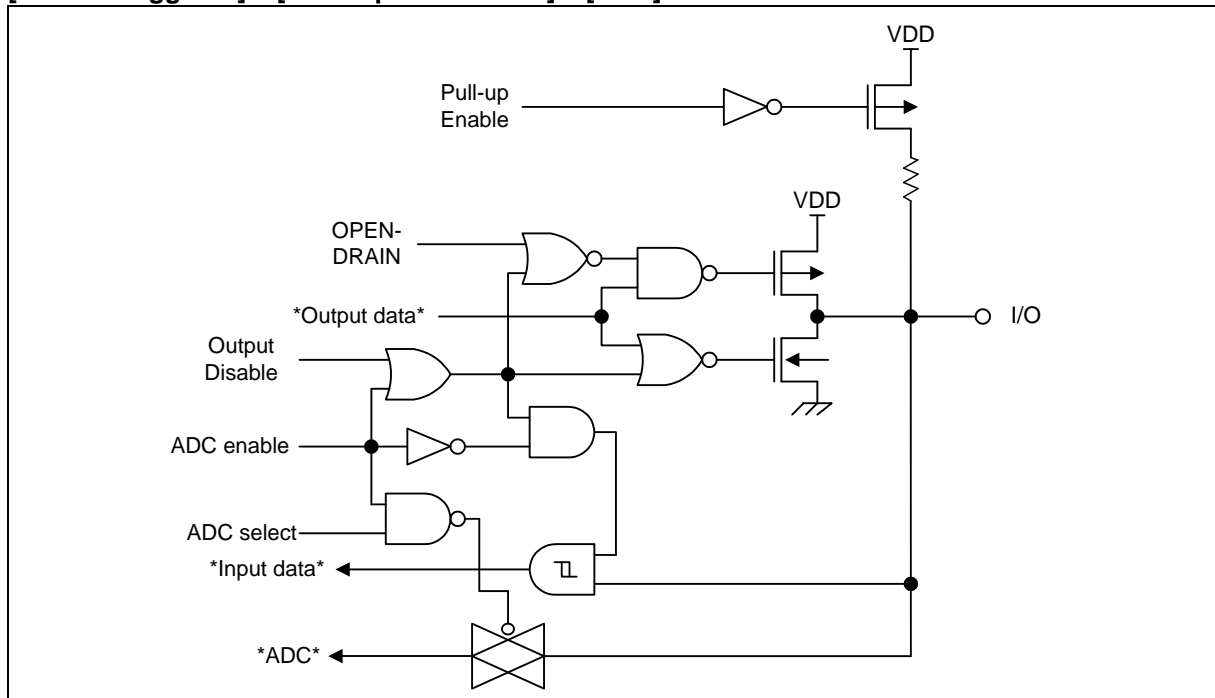 VDD
Pull-up
Enable
VDD
OPEN-
DRAIN
*Output data*
I/O
Output
Disable
ADC enable
ADC select
*Input data*
*ADC*